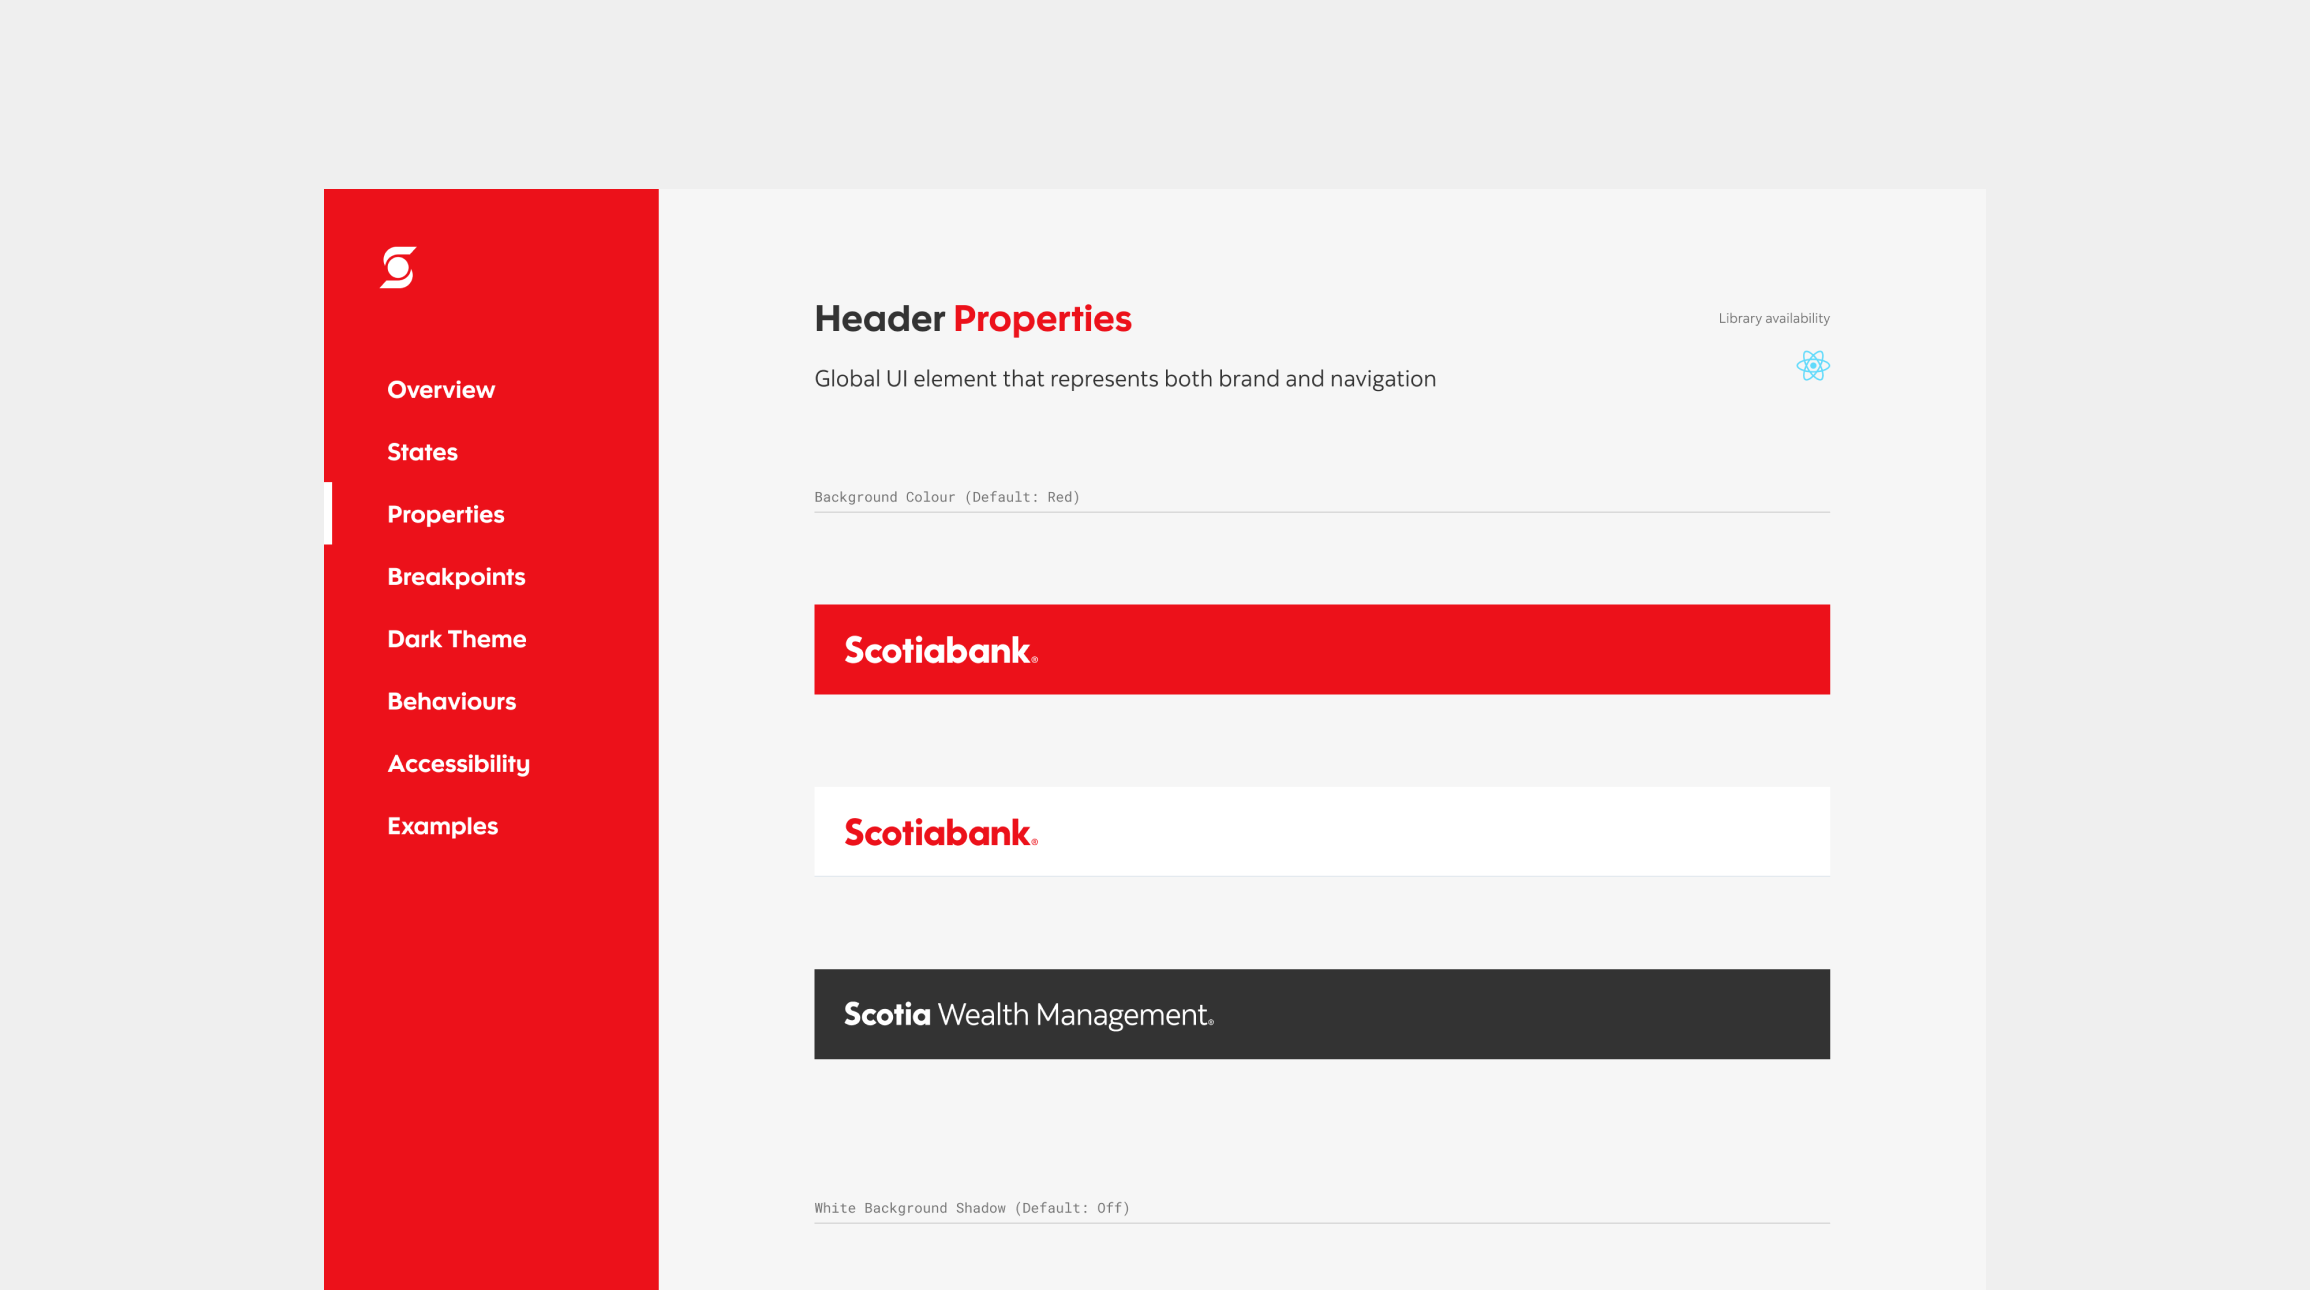 Overview
States
Properties
Breakpoints
Dark Theme
Behaviours
Accessibility
Examples
Header Properties
Library availability
Global UI element that represents both brand and navigation
Background Colour (Default: Red)
Scotiabank®
Scotiabank®
Scotia Wealth Management®
White Background Shadow (Default: Off)